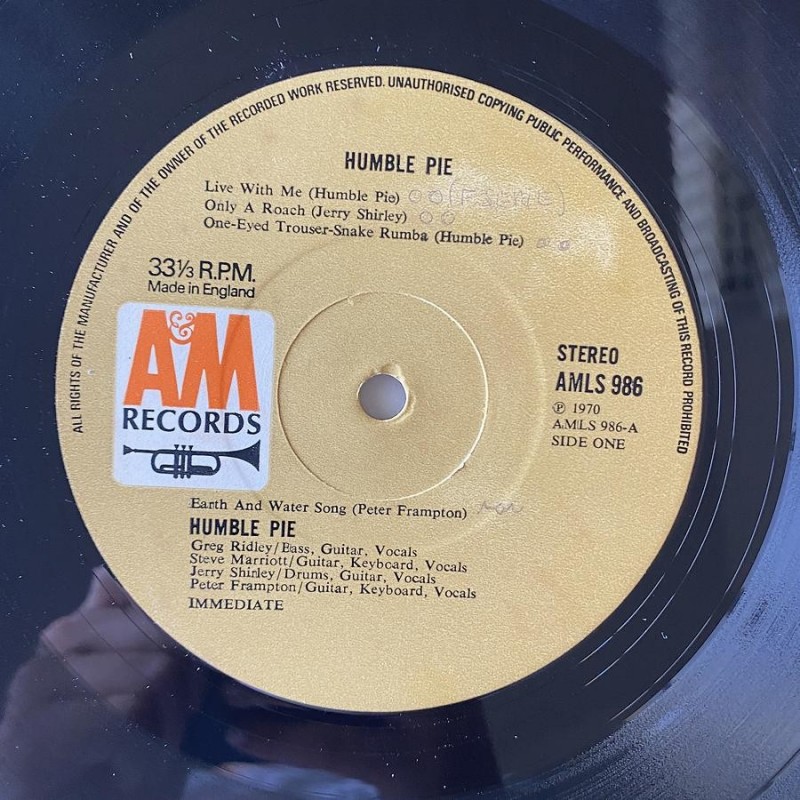 ALL RIGHTS OF THE MANUFACTURER AND OF THE OWNER OF THE RECORDED WORK RESERVED. UNAUTHORISED COPYING PUBLIC PERFORMANCE AND BROADCASTING OF THIS RECORD PROHIBITED
HUMBLE PIE
Live With Me (Humble Pie)
Only A Roach (Jerry Shirley)
One-Eyed Trouser-Snake Rumba (Humble Pie)
33⅓ R.P.M.
Made in England
A&M
RECORDS
STEREO
AMLS 986
℗ 1970
AMLS 986-A
SIDE ONE
Earth And Water Song (Peter Frampton)
HUMBLE PIE
Greg Ridley/Bass, Guitar, Vocals
Steve Marriott/Guitar, Keyboard, Vocals
Jerry Shirley/Drums, Guitar, Vocals
Peter Frampton/Guitar, Keyboard, Vocals
IMMEDIATE